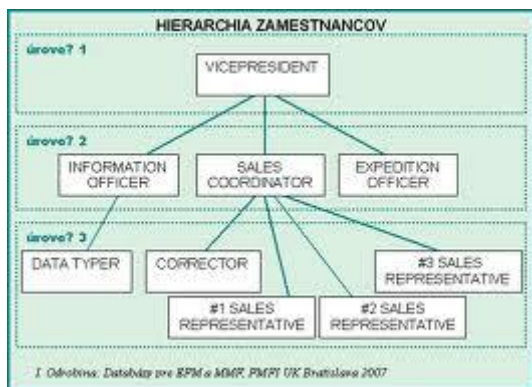 HIERARCHIA ZAMESTNANCOV
úrove? 1
VICEPRESIDENT
úrove? 2
INFORMATION
OFFICER
SALES
COORDINATOR
EXPEDITION
OFFICER
úrove? 3
DATA TYPER
CORRECTOR
#3 SALES
REPRESENTATIVE
#1 SALES
REPRESENTATIVE
#2 SALES
REPRESENTATIVE
I. Odrobina: Databázy pre EFM a MMF, FMFI UK Bratislava 2007